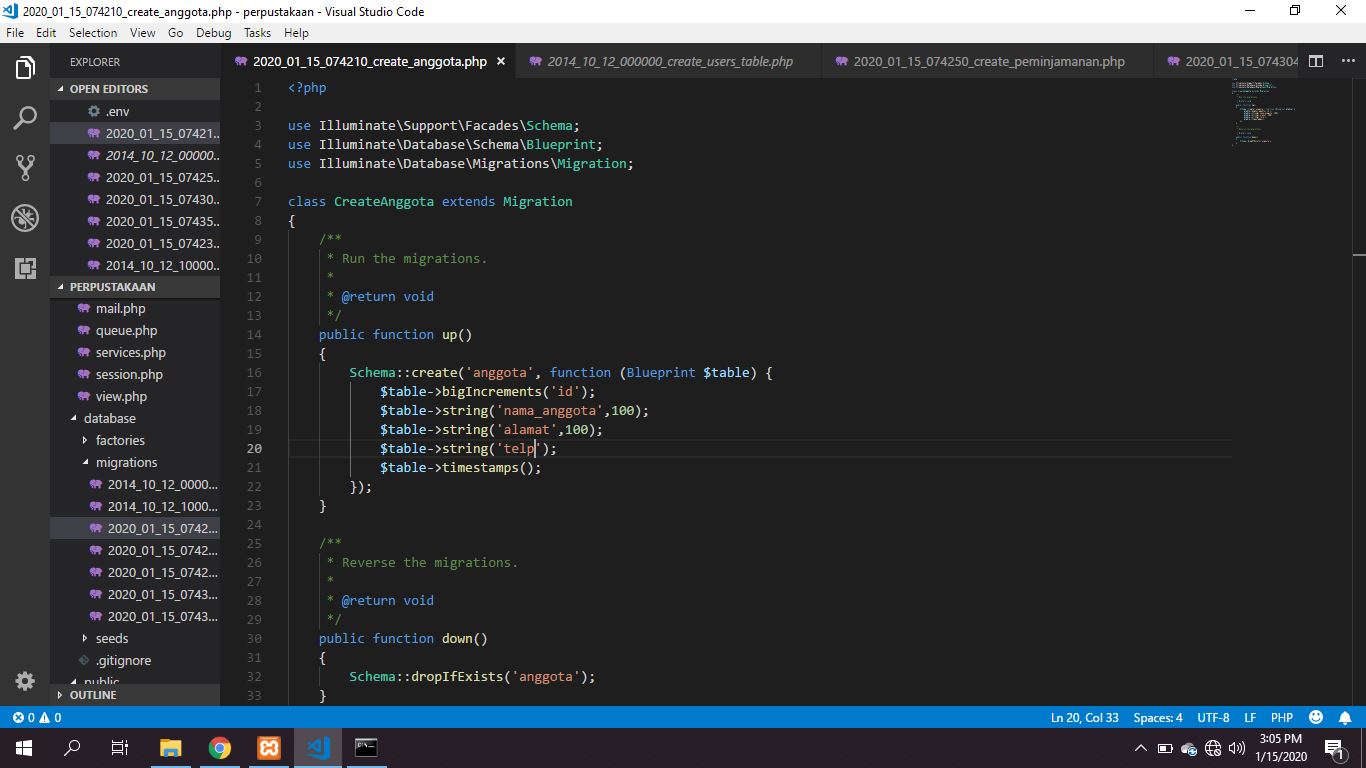 2020_01_15_074210_create_anggota.php - perpustakaan - Visual Studio Code
File Edit Selection View Go Debug Tasks Help
EXPLORER
OPEN EDITORS
.env
2020_01_15_07421...
2014_10_12_00000...
2020_01_15_07425...
2020_01_15_07430...
2020_01_15_07435...
2020_01_15_07423...
2014_10_12_10000...
PERPUSTAKAAN
mail.php
queue.php
services.php
session.php
view.php
database
factories
migrations
2014_10_12_0000...
2014_10_12_1000...
2020_01_15_0742...
2020_01_15_0742...
2020_01_15_0742...
2020_01_15_0743...
2020_01_15_0743...
seeds
.gitignore
public
OUTLINE
2020_01_15_074210_create_anggota.php × 2014_10_12_000000_create_users_table.php 2020_01_15_074250_create_peminjamanan.php 2020_01_15_074304
1 <?php
2
3 use Illuminate\Support\Facades\Schema;
4 use Illuminate\Database\Schema\Blueprint;
5 use Illuminate\Database\Migrations\Migration;
6
7 class CreateAnggota extends Migration
8 {
9 /**
10 * Run the migrations.
11 *
12 * @return void
13 */
14 public function up()
15 {
16 Schema::create('anggota', function (Blueprint $table) {
17 $table->bigIncrements('id');
18 $table->string('nama_anggota',100);
19 $table->string('alamat',100);
20 $table->string('telp');
21 $table->timestamps();
22 });
23 }
24
25 /**
26 * Reverse the migrations.
27 *
28 * @return void
29 */
30 public function down()
31 {
32 Schema::dropIfExists('anggota');
33 }
0 0 Ln 20, Col 33 Spaces: 4 UTF-8 LF PHP
3:05 PM
1/15/2020
1